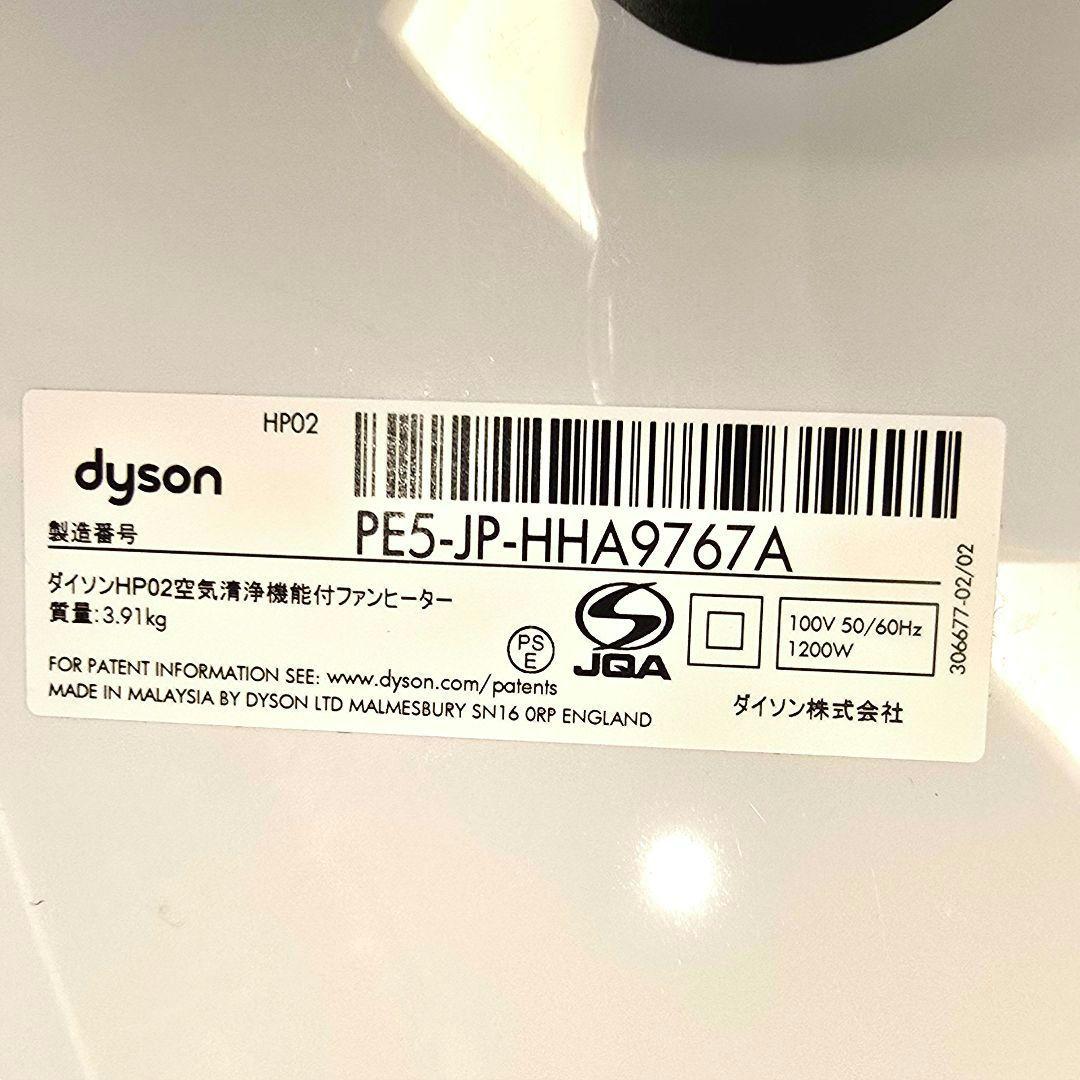 HP02
dyson
製造番号
PE5-JP-HHA9767A
ダイソンHP02空気清浄機能付ファンヒーター
質量:3.91kg
PS
E
JQA
100V 50/60Hz
1200W
306677-02/02
FOR PATENT INFORMATION SEE: www.dyson.com/patents
MADE IN MALAYSIA BY DYSON LTD MALMESBURY SN16 0RP ENGLAND
ダイソン株式会社